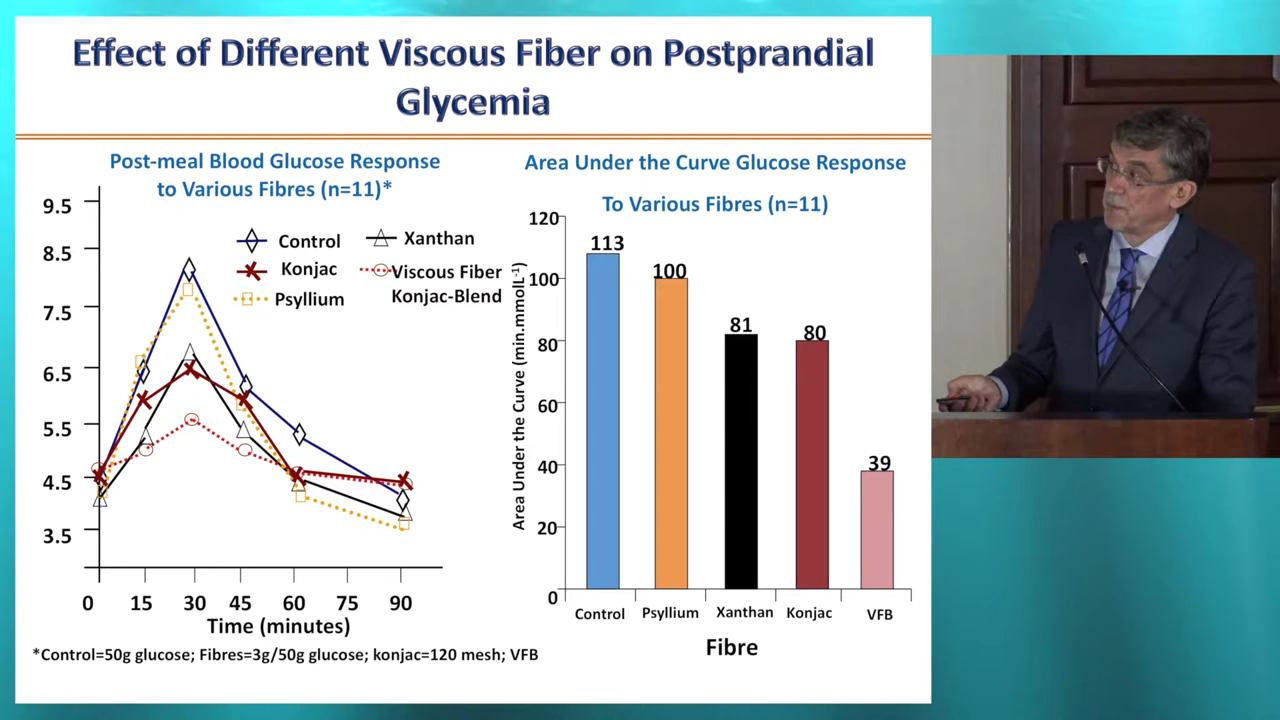 Effect of Different Viscous Fiber on Postprandial
Glycemia
Post-meal Blood Glucose Response
to Various Fibres (n=11)*
9.5
8.5
7.5
6.5
5.5
4.5
3.5
Control
Xanthan
Konjac
Viscous Fiber
Konjac-Blend
Psyllium
0 15 30 45 60 75 90
Time (minutes)
Area Under the Curve Glucose Response
To Various Fibres (n=11)
Area Under the Curve (min.mmolL⁻¹)
120
100
80
60
40
20
0
113
100
81
80
39
Control Psyllium Xanthan Konjac VFB
Fibre
*Control=50g glucose; Fibres=3g/50g glucose; konjac=120 mesh; VFB